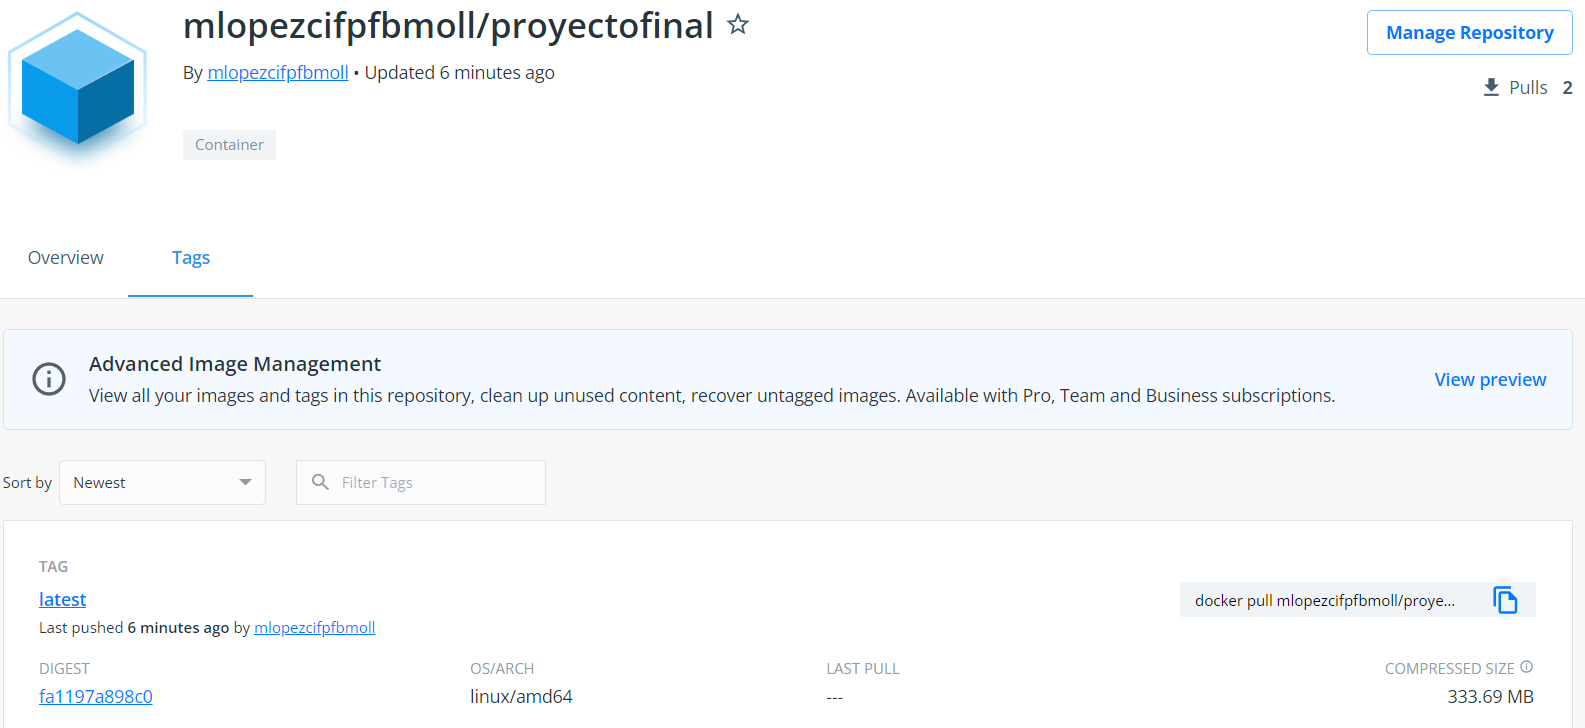 mlopezcifpfbmoll/proyectofinal
Manage Repository
By mlopezcifpfbmoll • Updated 6 minutes ago
Pulls 2
Container
Overview
Tags
Advanced Image Management
View all your images and tags in this repository, clean up unused content, recover untagged images. Available with Pro, Team and Business subscriptions.
View preview
Sort by
Newest
Filter Tags
TAG
latest
docker pull mlopezcifpfbmoll/proye...
Last pushed 6 minutes ago by mlopezcifpfbmoll
DIGEST
OS/ARCH
LAST PULL
COMPRESSED SIZE
fa1197a898c0
linux/amd64
---
333.69 MB